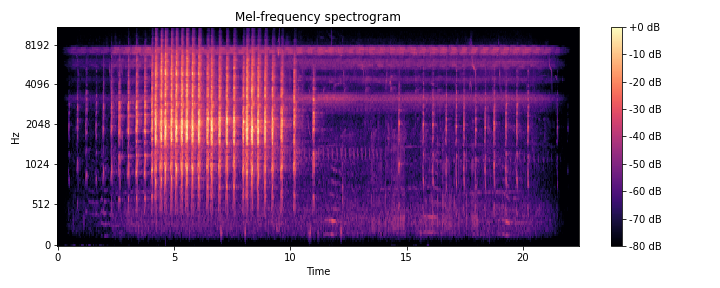 Mel-frequency spectrogram
Hz
8192
4096
2048
1024
512
0
0
5
10
15
20
Time
+0 dB
-10 dB
-20 dB
-30 dB
-40 dB
-50 dB
-60 dB
-70 dB
-80 dB